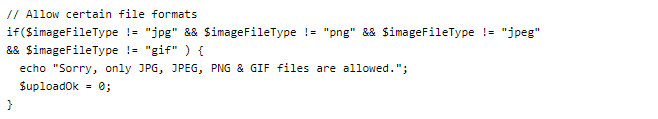 // Allow certain file formats
if($imageFileType != "jpg" && $imageFileType != "png" && $imageFileType != "jpeg"
&& $imageFileType != "gif" ) {
  echo "Sorry, only JPG, JPEG, PNG & GIF files are allowed.";
  $uploadOk = 0;
}